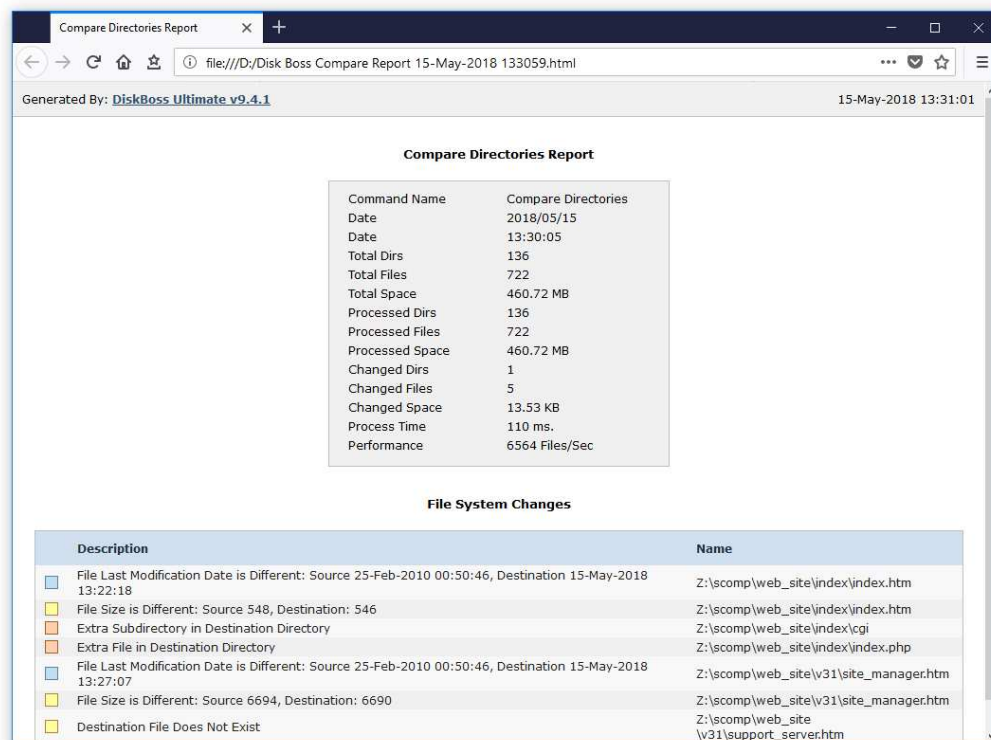 Compare Directories Report
file:///D:/Disk Boss Compare Report 15-May-2018 133059.html
Generated By: DiskBoss Ultimate v9.4.1 15-May-2018 13:31:01
Compare Directories Report
Command Name Compare Directories
Date 2018/05/15
Date 13:30:05
Total Dirs 136
Total Files 722
Total Space 460.72 MB
Processed Dirs 136
Processed Files 722
Processed Space 460.72 MB
Changed Dirs 1
Changed Files 5
Changed Space 13.53 KB
Process Time 110 ms.
Performance 6564 Files/Sec
File System Changes
Description Name
File Last Modification Date is Different: Source 25-Feb-2010 00:50:46, Destination 15-May-2018
13:22:18 Z:\scomp\web_site\index\index.htm
File Size is Different: Source 548, Destination: 546 Z:\scomp\web_site\index\index.htm
Extra Subdirectory in Destination Directory Z:\scomp\web_site\index\cgi
Extra File in Destination Directory Z:\scomp\web_site\index\index.php
File Last Modification Date is Different: Source 25-Feb-2010 00:50:46, Destination 15-May-2018
13:27:07 Z:\scomp\web_site\v31\site_manager.htm
File Size is Different: Source 6694, Destination: 6690 Z:\scomp\web_site\v31\site_manager.htm
Destination File Does Not Exist Z:\scomp\web_site
\v31\support_server.htm